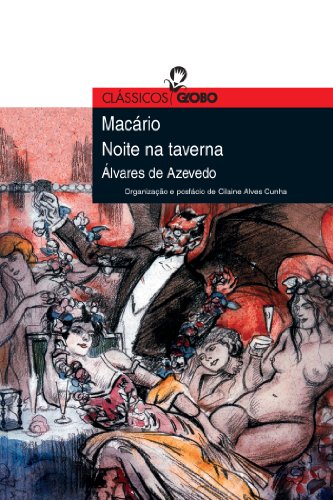 CLÁSSICOS GLOBO
Macário
Noite na taverna
Álvares de Azevedo
Organização e posfácio de Cilaine Alves Cunha